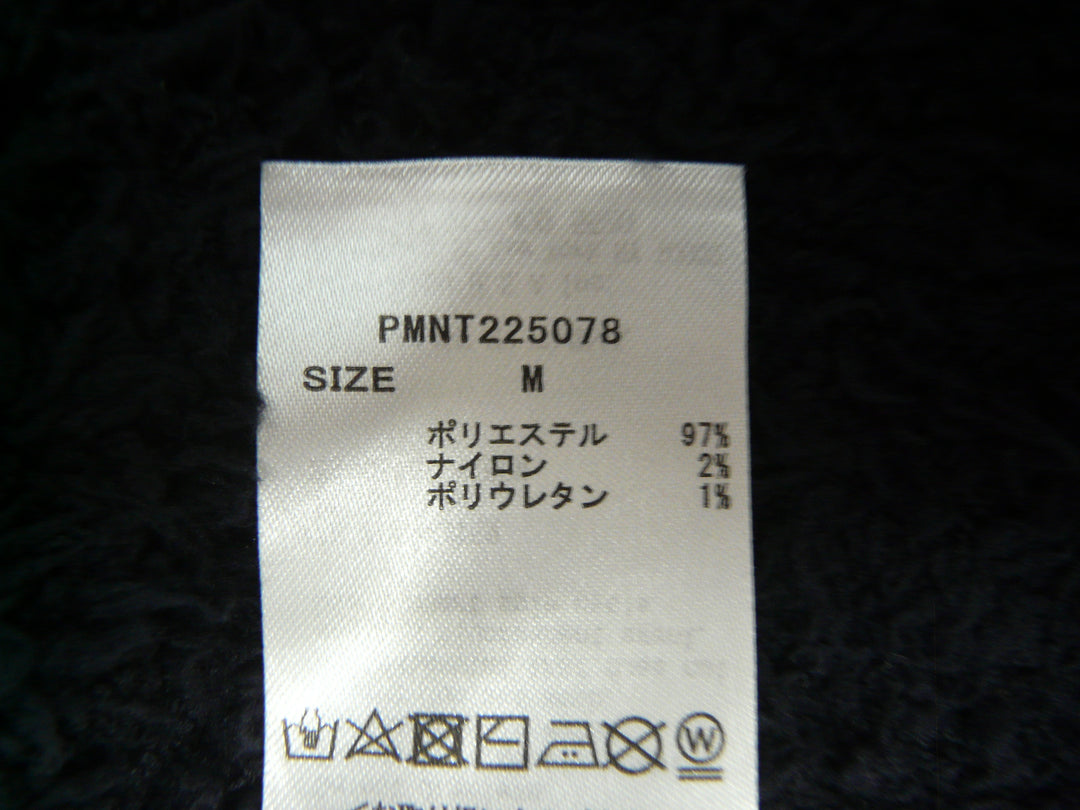 PMNT225078
SIZE M
ポリエステル 97%
ナイロン 2%
ポリウレタン 1%
W